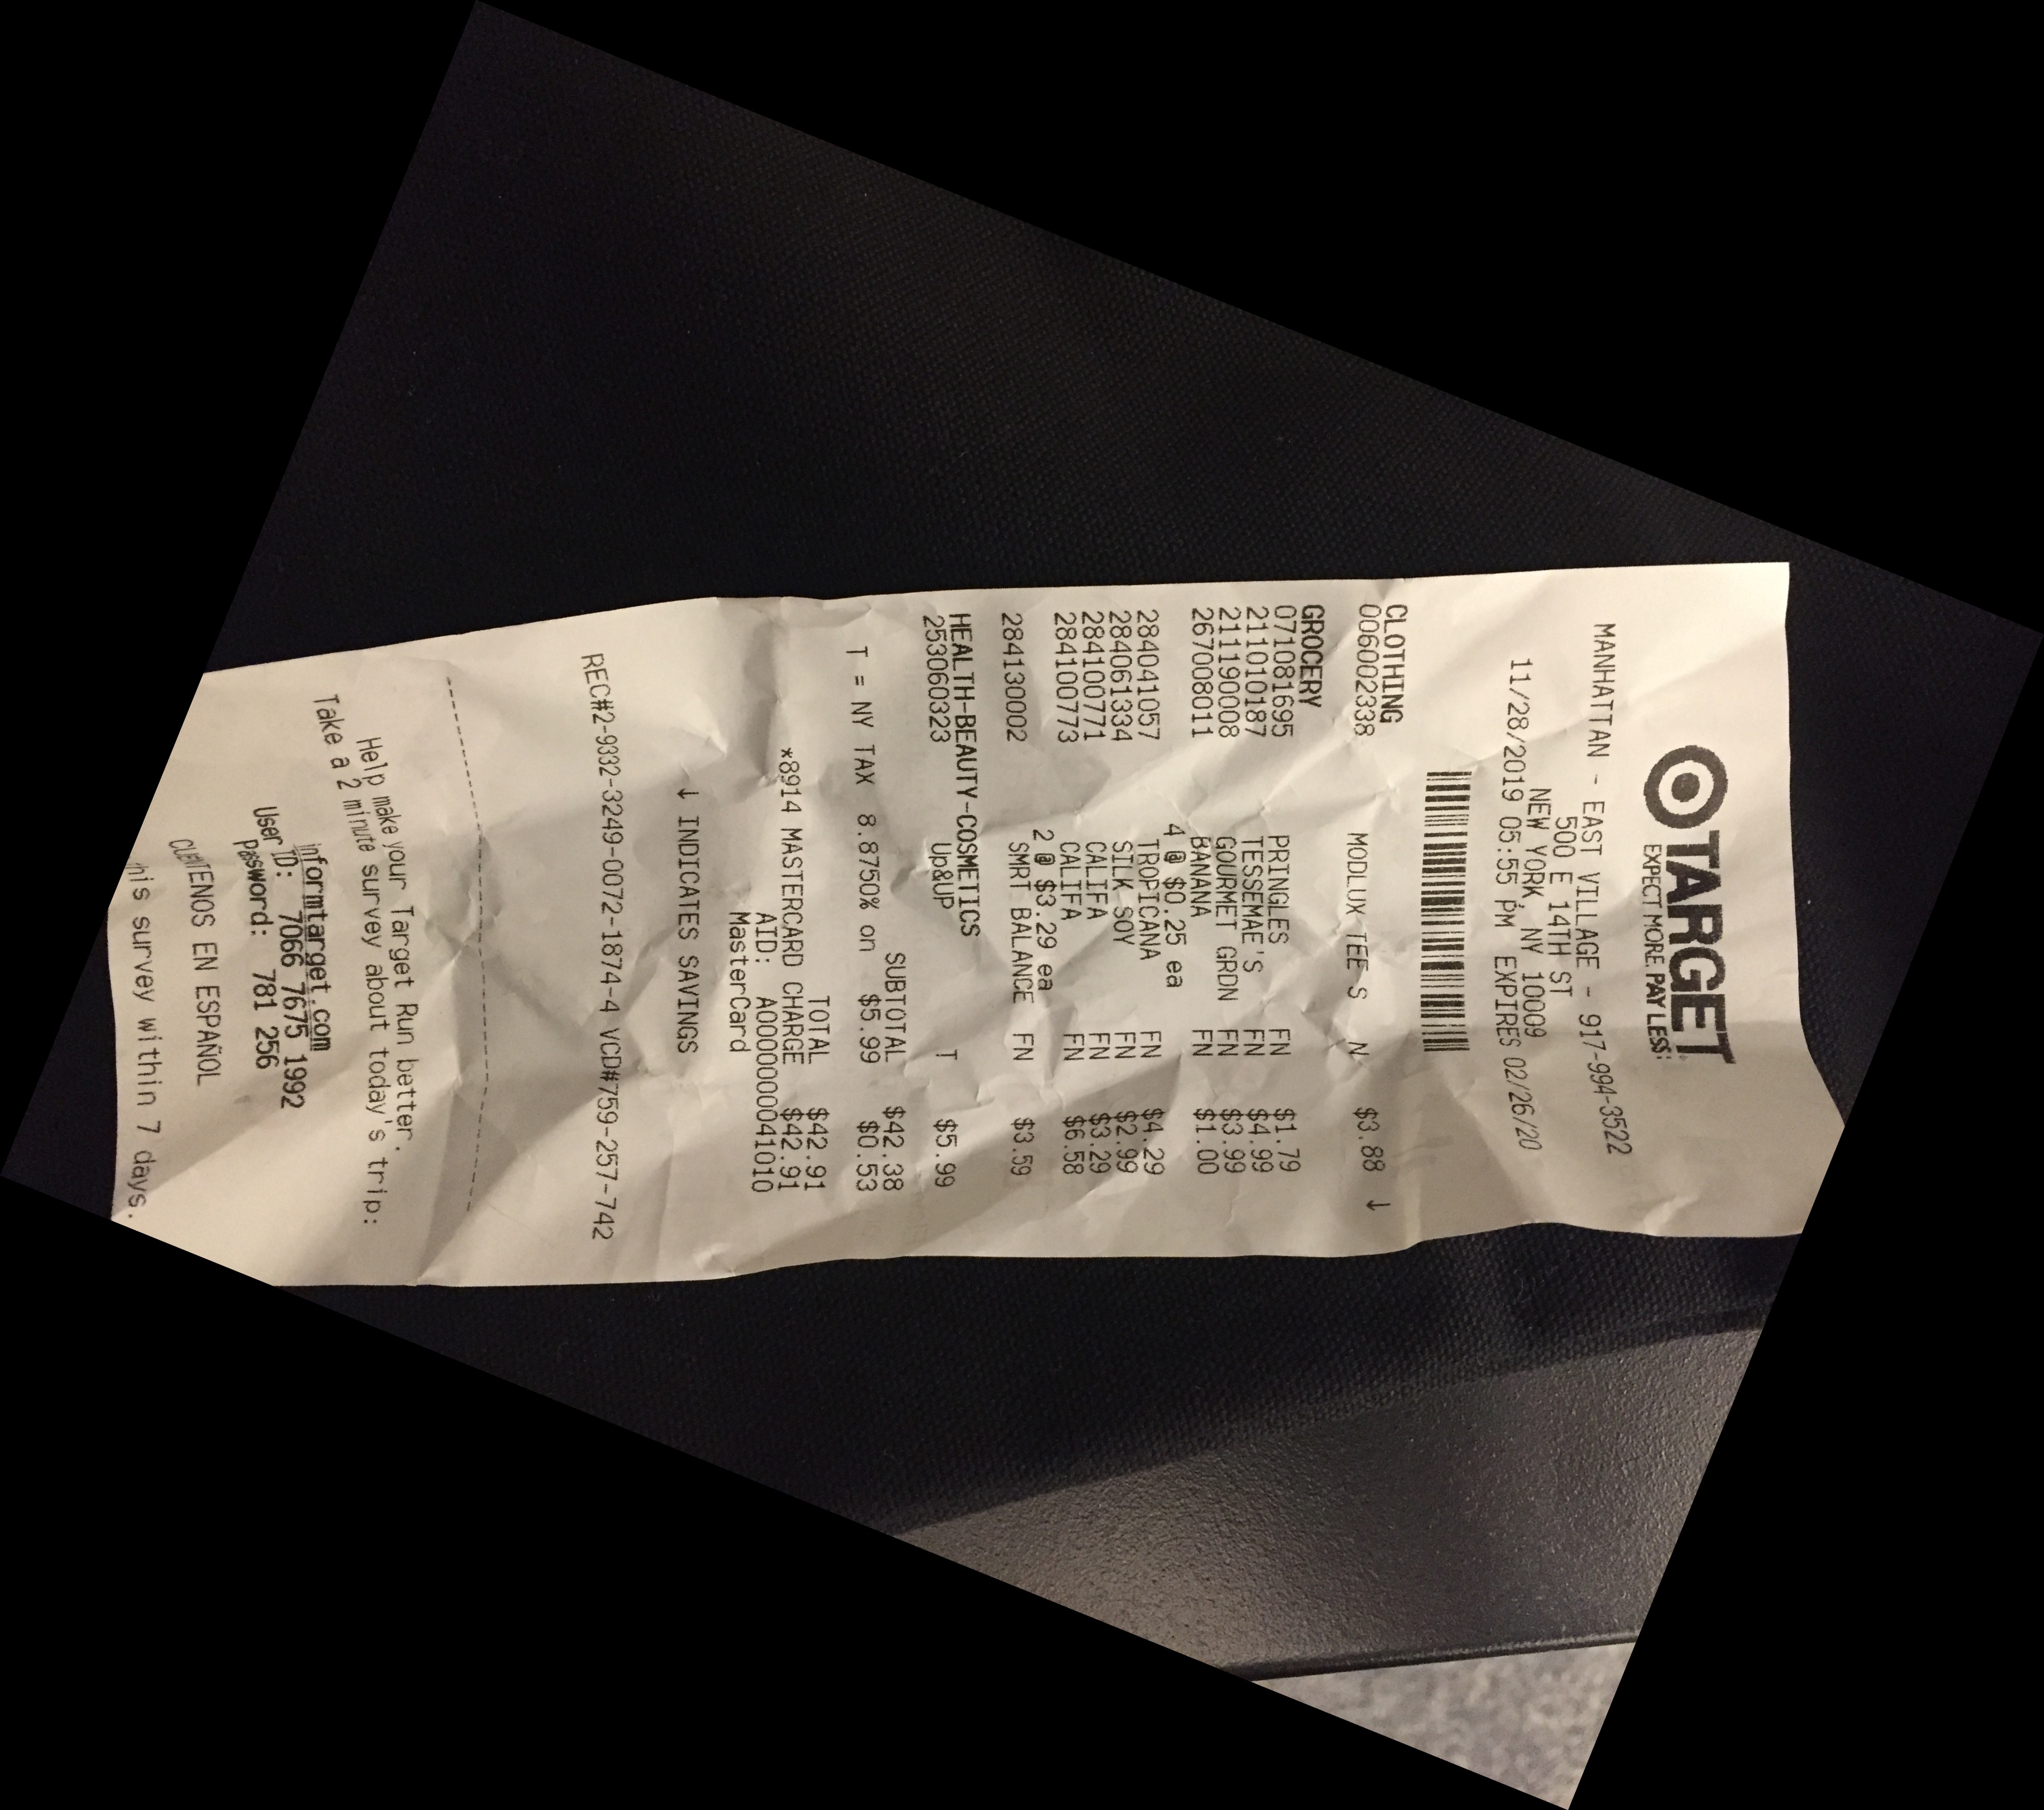 TARGET
EXPECT MORE. PAY LESS.
MANHATTAN - EAST VILLAGE - 917-994-3522
500 E 14TH ST
NEW YORK, NY 10009
11/28/2019 05:55 PM EXPIRES 02/26/20
CLOTHING
006002338 MODLUX TEE S N $3.88 ↓
GROCERY
071081695 PRINGLES FN $1.79
211010187 TESSEMAE'S FN $4.99
211190008 GOURMET GRDN FN $3.99
267008011 BANANA FN $1.00
4 @ $0.25 ea
284041057 TROPICANA FN $4.29
284061334 SILK SOY FN $2.99
284100771 CALIFA FN $3.29
284100773 CALIFA FN $6.58
2 @ $3.29 ea
284130002 SMRT BALANCE FN $3.59
HEALTH-BEAUTY-COSMETICS
253060323 Up&UP T $5.99
SUBTOTAL $42.38
T = NY TAX 8.8750% on $5.99 $0.53
TOTAL $42.91
*8914 MASTERCARD CHARGE $42.91
AID: A0000000041010
MasterCard
↓ INDICATES SAVINGS
REC#2-9332-3249-0072-1874-4 VCD#759-257-742
Help make your Target Run better.
Take a 2 minute survey about today's trip:
informtarget.com
User ID: 7066 7675 1992
Password: 781 256
CUÉNTENOS EN ESPAÑOL
his survey within 7 days.